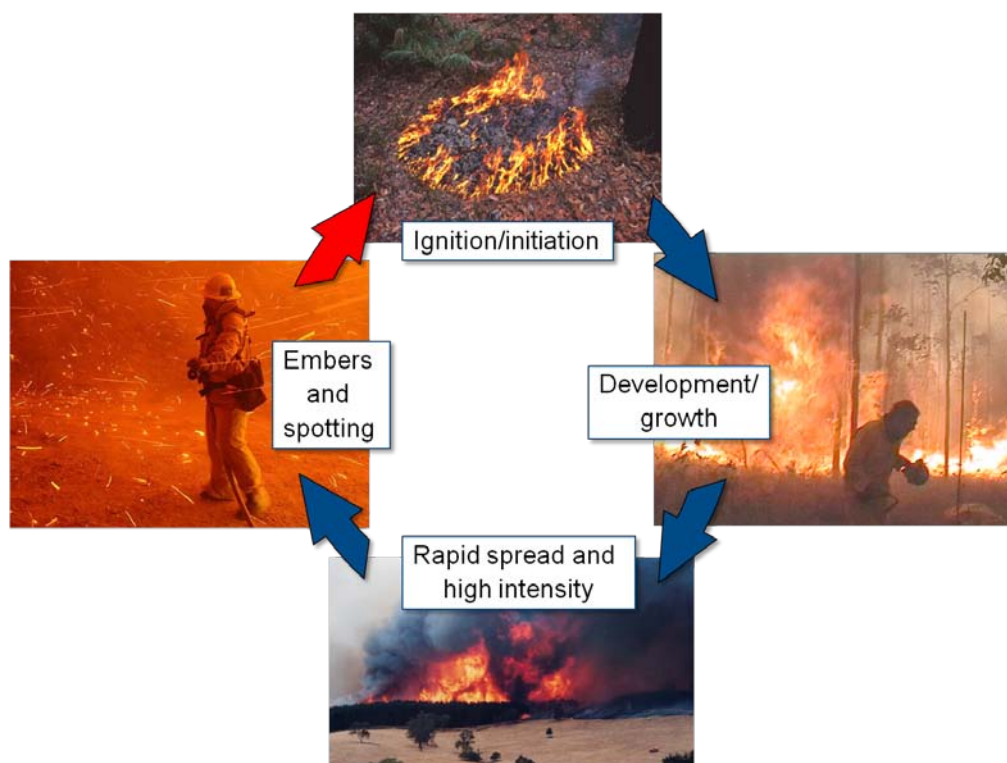 Ignition/initiation
Development/
growth
Rapid spread and
high intensity
Embers
and
spotting